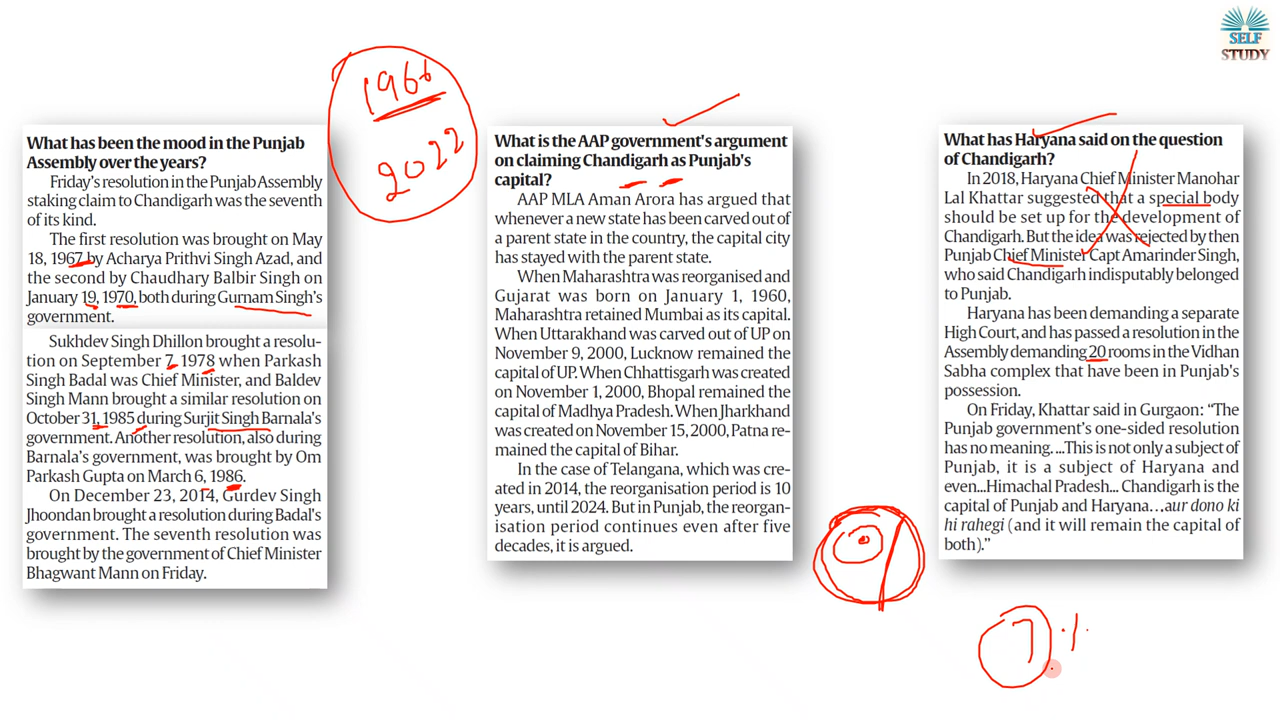 SELF
STUDY
1966
2022
What has been the mood in the Punjab
Assembly over the years?
Friday's resolution in the Punjab Assembly
staking claim to Chandigarh was the seventh
of its kind.
The first resolution was brought on May
18, 1967 by Acharya Prithvi Singh Azad, and
the second by Chaudhary Balbir Singh on
January 19, 1970, both during Gurnam Singh's
government.
Sukhdev Singh Dhillon brought a resolu-
tion on September 7, 1978 when Parkash
Singh Badal was Chief Minister, and Baldev
Singh Mann brought a similar resolution on
October 31, 1985 during Surjit Singh Barnala's
government. Another resolution, also during
Barnala's government, was brought by Om
Parkash Gupta on March 6, 1986.
On December 23, 2014, Gurdev Singh
Jhoondan brought a resolution during Badal's
government. The seventh resolution was
brought by the government of Chief Minister
Bhagwant Mann on Friday.
What is the AAP government's argument
on claiming Chandigarh as Punjab's
capital?
AAP MLA Aman Arora has argued that
whenever a new state has been carved out of
a parent state in the country, the capital city
has stayed with the parent state.
When Maharashtra was reorganised and
Gujarat was born on January 1, 1960,
Maharashtra retained Mumbai as its capital.
When Uttarakhand was carved out of UP on
November 9, 2000, Lucknow remained the
capital of UP. When Chhattisgarh was created
on November 1, 2000, Bhopal remained the
capital of Madhya Pradesh. When Jharkhand
was created on November 15, 2000, Patna re-
mained the capital of Bihar.
In the case of Telangana, which was cre-
ated in 2014, the reorganisation period is 10
years, until 2024. But in Punjab, the reorgan-
isation period continues even after five
decades, it is argued.
What has Haryana said on the question
of Chandigarh?
In 2018, Haryana Chief Minister Manohar
Lal Khattar suggested that a special body
should be set up for the development of
Chandigarh. But the idea was rejected by then
Punjab Chief Minister Capt Amarinder Singh,
who said Chandigarh indisputably belonged
to Punjab.
Haryana has been demanding a separate
High Court, and has passed a resolution in the
Assembly demanding 20 rooms in the Vidhan
Sabha complex that have been in Punjab's
possession.
On Friday, Khattar said in Gurgaon: “The
Punjab government's one-sided resolution
has no meaning. ...This is not only a subject of
Punjab, it is a subject of Haryana and
even...Himachal Pradesh... Chandigarh is the
capital of Punjab and Haryana...aur dono ki
hi rahegi (and it will remain the capital of
both).”
7